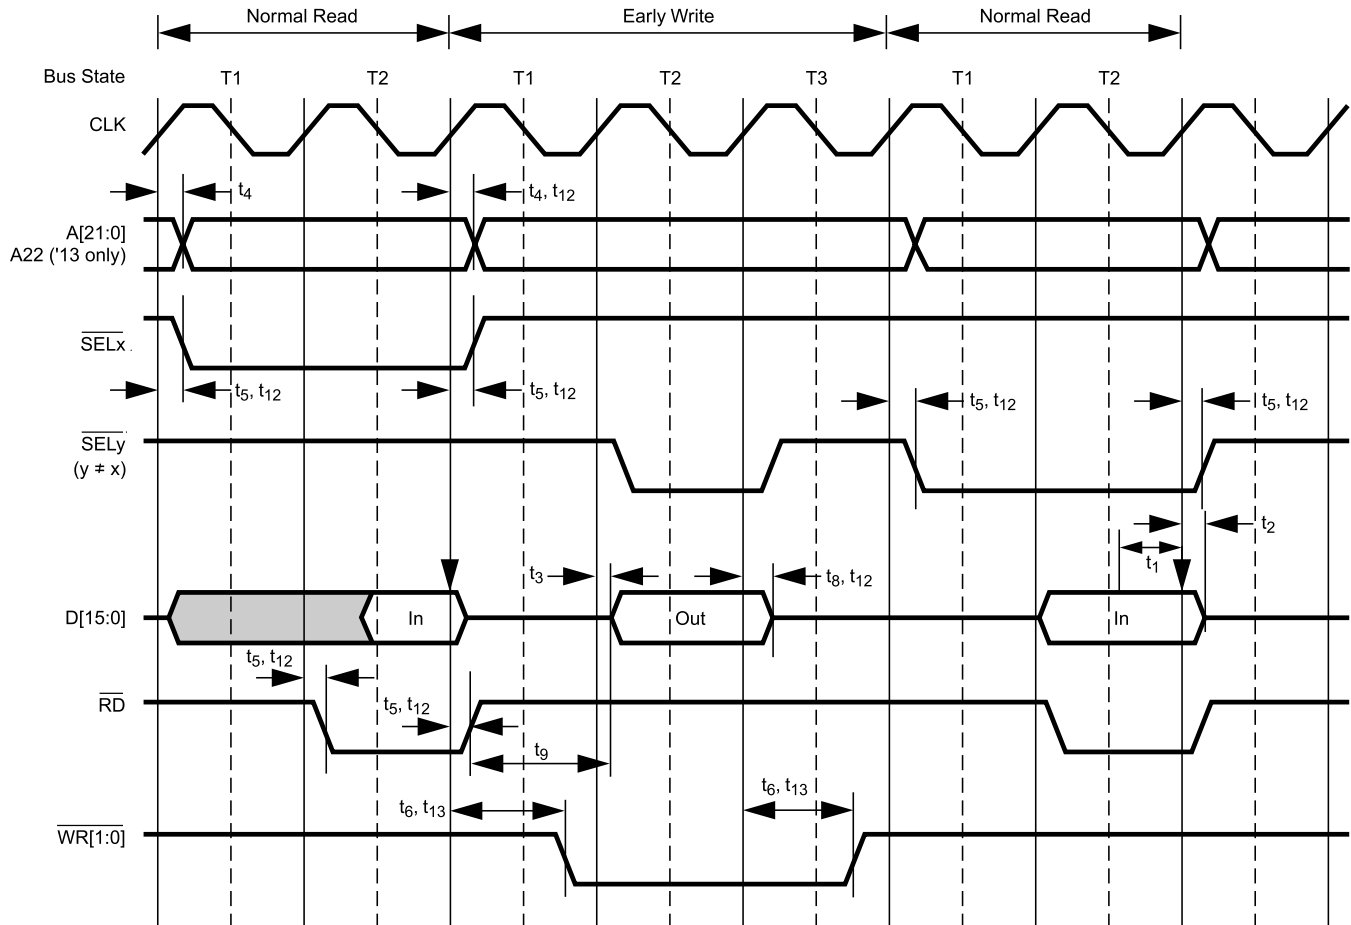 Normal Read Early Write Normal Read
Bus State T1 T2 T1 T2 T3 T1 T2
CLK
t4 t4, t12
A[21:0]
A22 ('13 only)
SELx
t5, t12 t5, t12 t5, t12 t5, t12
SELy
(y ≠ x)
t2
t1
t3 t8, t12
D[15:0] In Out In
t5, t12
RD t5, t12
t9
t6, t13 t6, t13
WR[1:0]